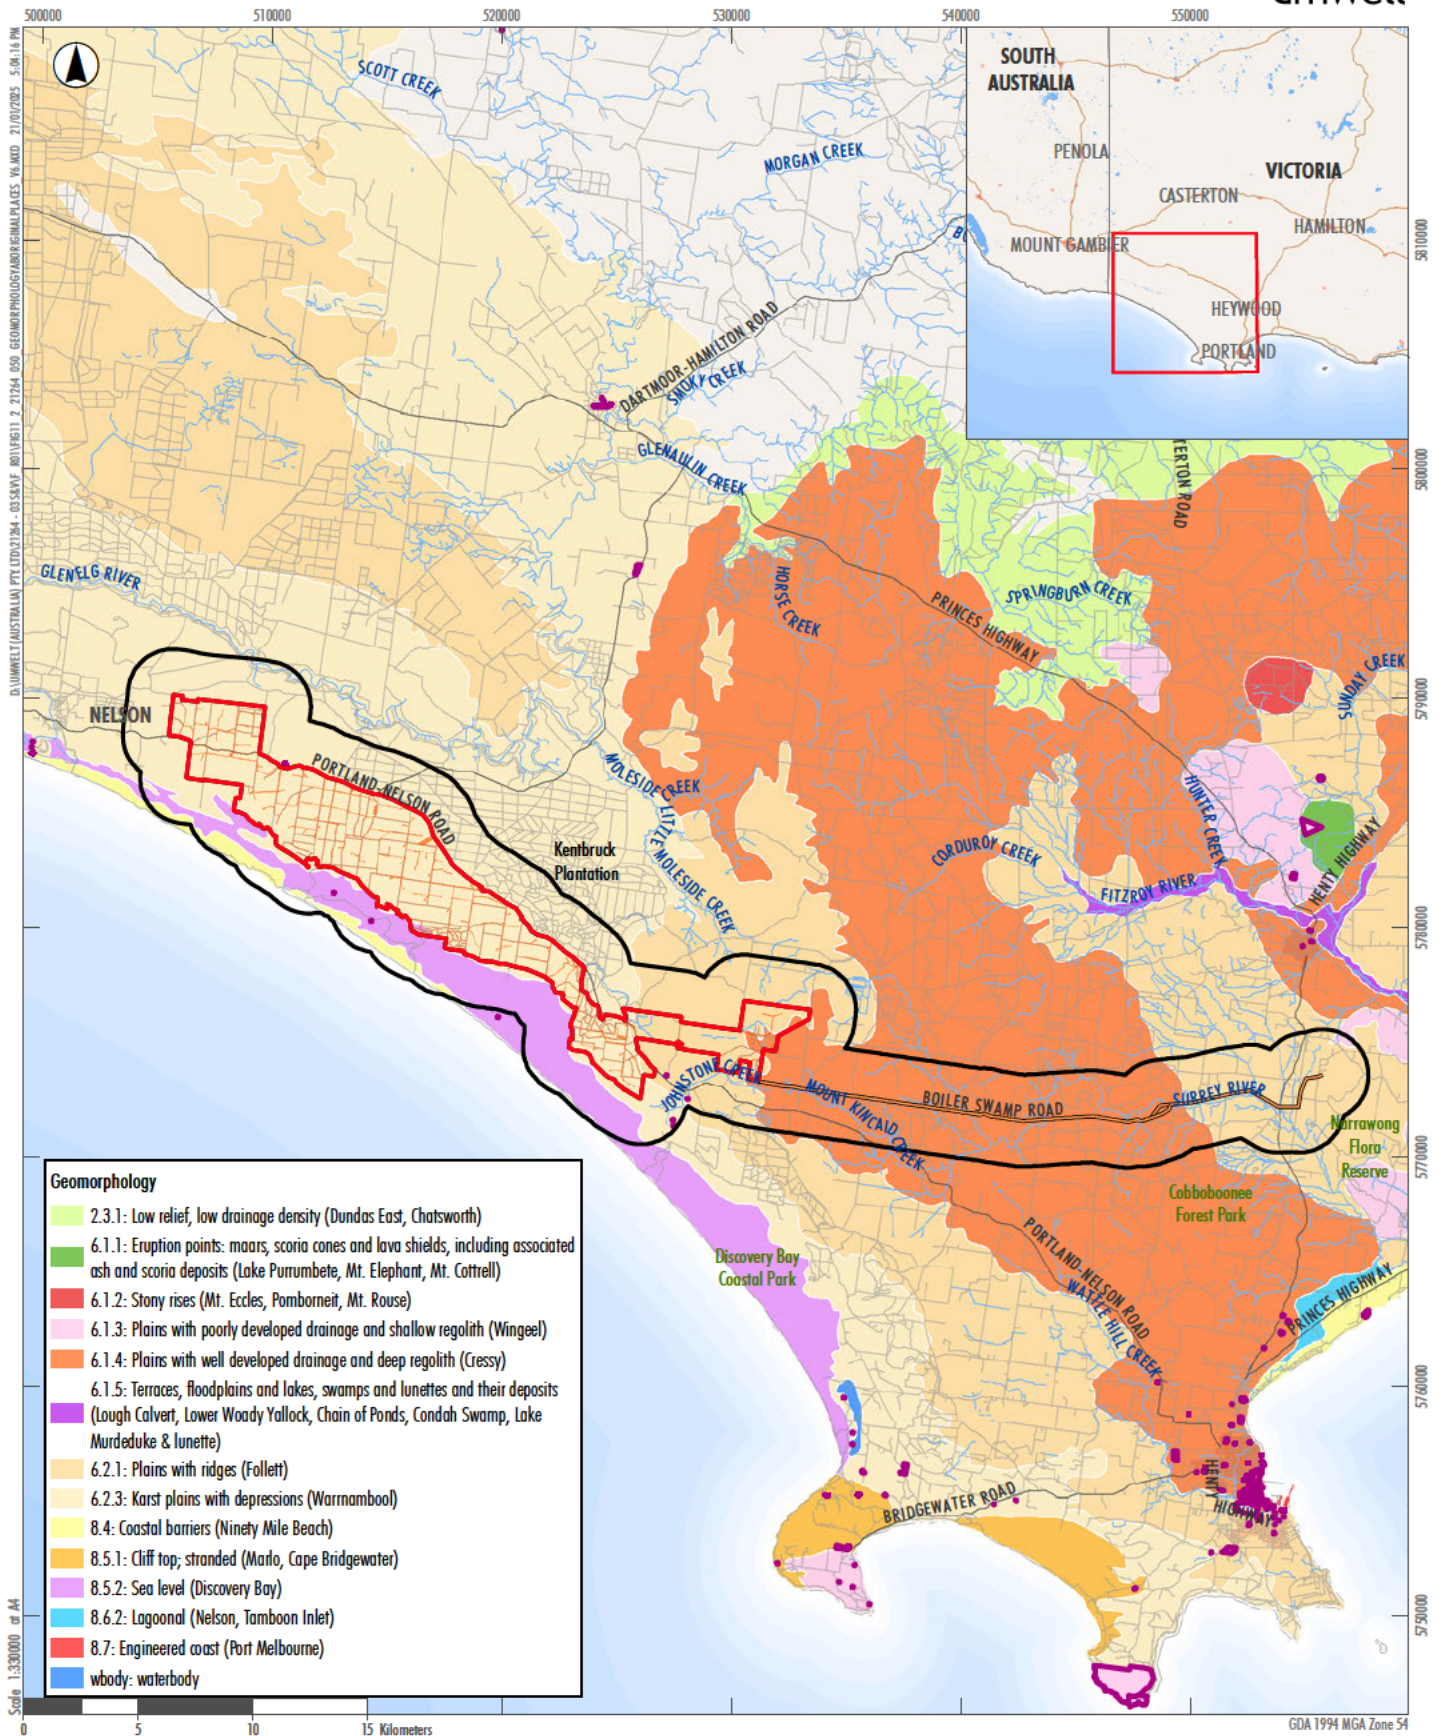 500000
510000
520000
530000
540000
550000
SCOTT CREEK
MORGAN CREEK
SOUTH
AUSTRALIA
PENOLA
VICTORIA
CASTERTON
HAMILTON
MOUNT GAMBIER
HEYWOOD
PORTLAND
5810000
DARTMOOR-HAMILTON ROAD
SMOKY CREEK
GLENAULIN CREEK
TERTON ROAD
5800000
GLENELG RIVER
HORSE CREEK
PRINCES HIGHWAY
SPRINGBURN CREEK
SUNDAY CREEK
5790000
NELSON
PORTLAND-NELSON ROAD
MOLESIDE CREEK
LITTLE MOLESIDE CREEK
HUNTER CREEK
HENTY HIGHWAY
Kentbruck
Plantation
CORDUROY CREEK
FITZROY RIVER
5780000
JOHNSTONE CREEK
MOUNT KINCAID CREEK
BOILER SWAMP ROAD
SURREY RIVER
Narrawong
Flora
Reserve
5770000
Cobboboonee
Forest Park
Discovery Bay
Coastal Park
PORTLAND-NELSON ROAD
WATTLE HILL CREEK
PRINCES HIGHWAY
5760000
BRIDGEWATER ROAD
HENTY
HIGHWAY
5750000
Geomorphology
2.3.1: Low relief, low drainage density (Dundas East, Chatsworth)
6.1.1: Eruption points: maars, scoria cones and lava shields, including associated
ash and scoria deposits (Lake Purrumbete, Mt. Elephant, Mt. Cottrell)
6.1.2: Stony rises (Mt. Eccles, Pomborneit, Mt. Rouse)
6.1.3: Plains with poorly developed drainage and shallow regolith (Wingeel)
6.1.4: Plains with well developed drainage and deep regolith (Cressy)
6.1.5: Terraces, floodplains and lakes, swamps and lunettes and their deposits
(Lough Calvert, Lower Woady Yallock, Chain of Ponds, Condah Swamp, Lake
Murdeduke & lunette)
6.2.1: Plains with ridges (Follett)
6.2.3: Karst plains with depressions (Warrnambool)
8.4: Coastal barriers (Ninety Mile Beach)
8.5.1: Cliff top; stranded (Marlo, Cape Bridgewater)
8.5.2: Sea level (Discovery Bay)
8.6.2: Lagoonal (Nelson, Tamboon Inlet)
8.7: Engineered coast (Port Melbourne)
wbody: waterbody
Scale 1:330000 at A4
0
5
10
15 Kilometers
GDA 1994 MGA Zone 54